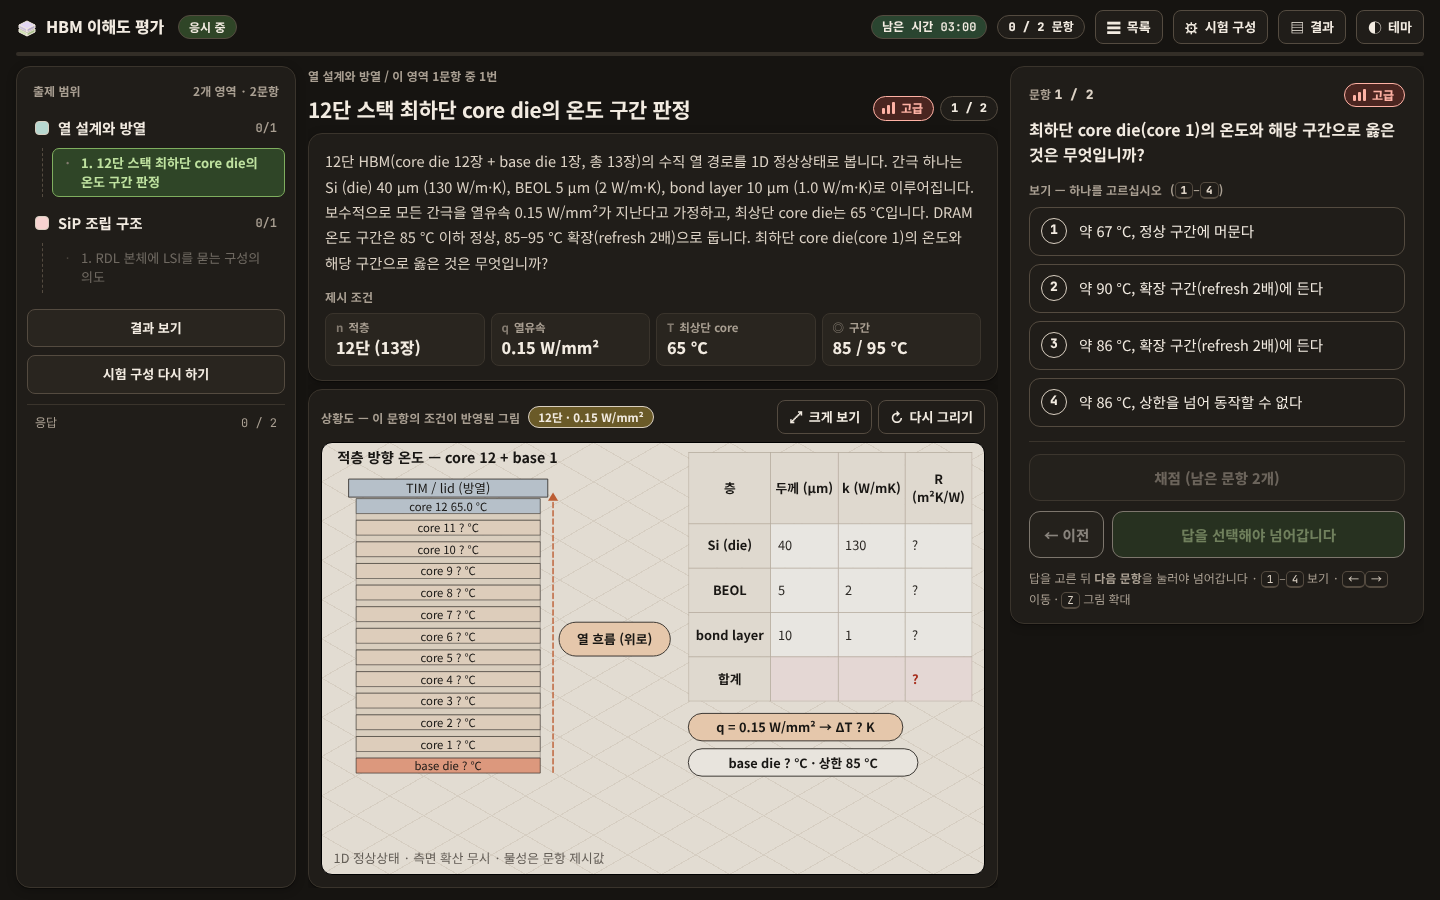 HBM 이해도 평가
응시 중
남은 시간 03:00
0 / 2 문항
목록
시험 구성
결과
테마
출제 범위
2개 영역 · 2문항
열 설계와 방열
0/1
· 1. 12단 스택 최하단 core die의
온도 구간 판정
SiP 조립 구조
0/1
· 1. RDL 본체에 LSI를 묻는 구성의
의도
결과 보기
시험 구성 다시 하기
응답
0 / 2
열 설계와 방열 / 이 영역 1문항 중 1번
12단 스택 최하단 core die의 온도 구간 판정
고급
1 / 2
12단 HBM(core die 12장 + base die 1장, 총 13장)의 수직 열 경로를 1D 정상상태로 봅니다. 간극 하나는
Si (die) 40 µm (130 W/m·K), BEOL 5 µm (2 W/m·K), bond layer 10 µm (1.0 W/m·K)로 이루어집니다.
보수적으로 모든 간극을 열유속 0.15 W/mm²가 지난다고 가정하고, 최상단 core die는 65 °C입니다. DRAM
온도 구간은 85 °C 이하 정상, 85–95 °C 확장(refresh 2배)으로 둡니다. 최하단 core die(core 1)의 온도와
해당 구간으로 옳은 것은 무엇입니까?
제시 조건
n 적층
12단 (13장)
q 열유속
0.15 W/mm²
T 최상단 core
65 °C
◎ 구간
85 / 95 °C
상황도 — 이 문항의 조건이 반영된 그림
12단 · 0.15 W/mm²
크게 보기
다시 그리기
적층 방향 온도 — core 12 + base 1
TIM / lid (방열)
core 12 65.0 °C
core 11 ? °C
core 10 ? °C
core 9 ? °C
core 8 ? °C
core 7 ? °C
core 6 ? °C
core 5 ? °C
core 4 ? °C
core 3 ? °C
core 2 ? °C
core 1 ? °C
base die ? °C
열 흐름 (위로)
층 두께 (µm) k (W/mK) R (m²K/W)
Si (die) 40 130 ?
BEOL 5 2 ?
bond layer 10 1 ?
합계 ?
q = 0.15 W/mm² → ΔT ? K
base die ? °C · 상한 85 °C
1D 정상상태 · 측면 확산 무시 · 물성은 문항 제시값
문항 1 / 2
고급
최하단 core die(core 1)의 온도와 해당 구간으로 옳은
것은 무엇입니까?
보기 — 하나를 고르십시오 (1–4)
1 약 67 °C, 정상 구간에 머문다
2 약 90 °C, 확장 구간(refresh 2배)에 든다
3 약 86 °C, 확장 구간(refresh 2배)에 든다
4 약 86 °C, 상한을 넘어 동작할 수 없다
채점 (남은 문항 2개)
← 이전
답을 선택해야 넘어갑니다
답을 고른 뒤 다음 문항을 눌러야 넘어갑니다 · 1–4 보기 · ← →
이동 · Z 그림 확대